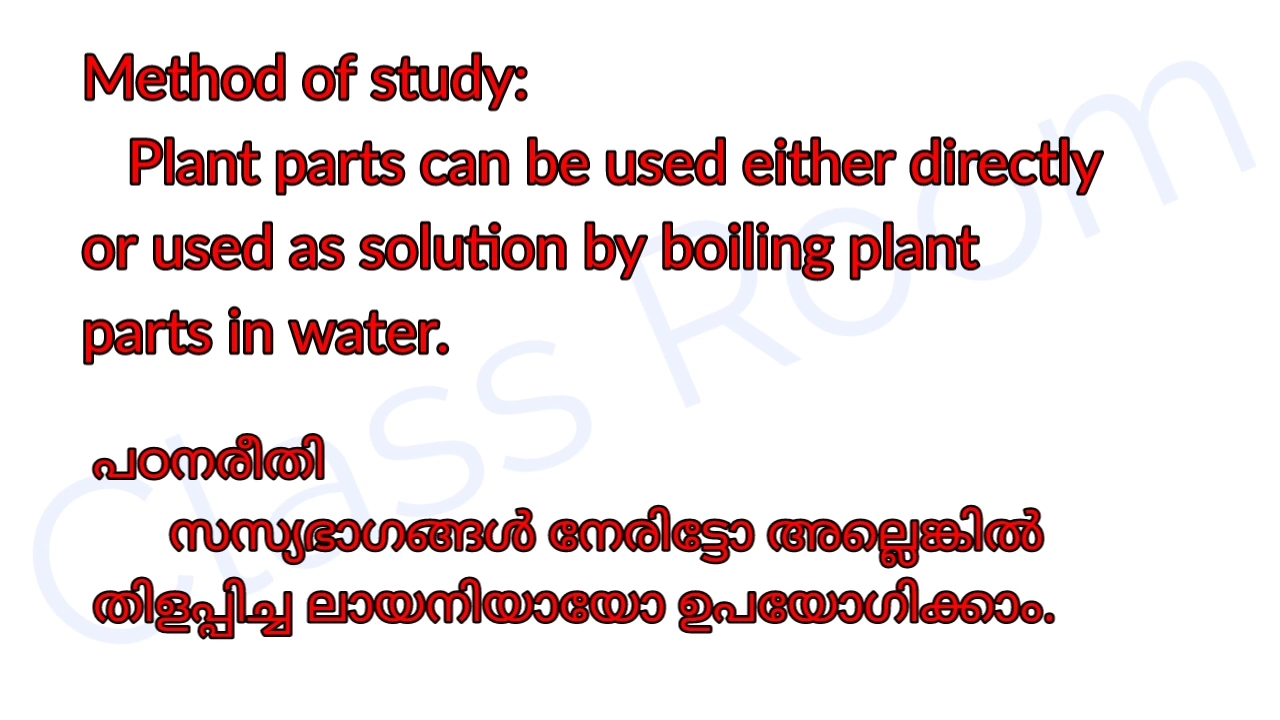 Method of study:
Plant parts can be used either directly
or used as solution by boiling plant
parts in water.
പഠനരീതി
സസ്യഭാഗങ്ങൾ നേരിട്ടോ അല്ലെങ്കിൽ
തിളപ്പിച്ച ലായനിയായോ ഉപയോഗിക്കാം.
Class Room